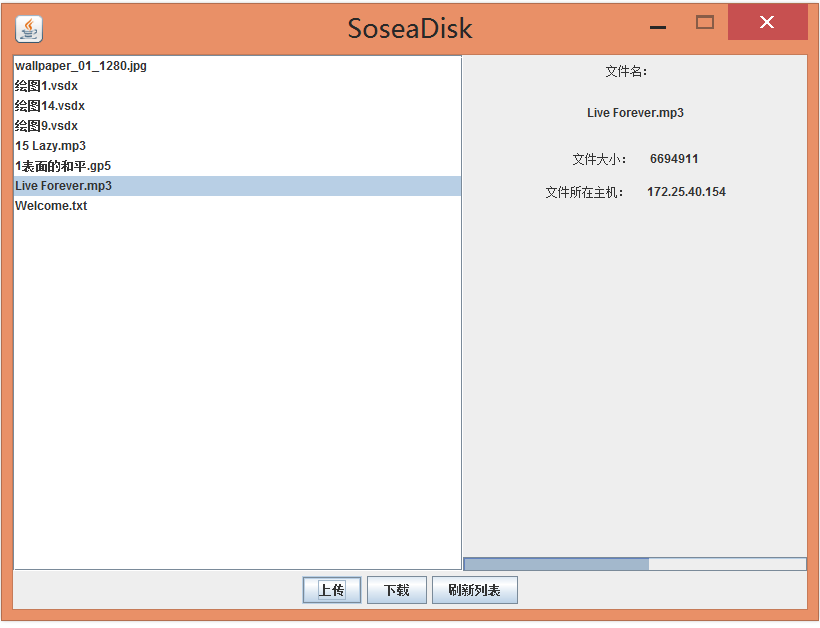 SoseaDisk
wallpaper_01_1280.jpg
绘图1.vsdx
绘图14.vsdx
绘图9.vsdx
15 Lazy.mp3
1表面的和平.gp5
Live Forever.mp3
Welcome.txt
文件名：
Live Forever.mp3
文件大小： 6694911
文件所在主机： 172.25.40.154
上传 下载 刷新列表